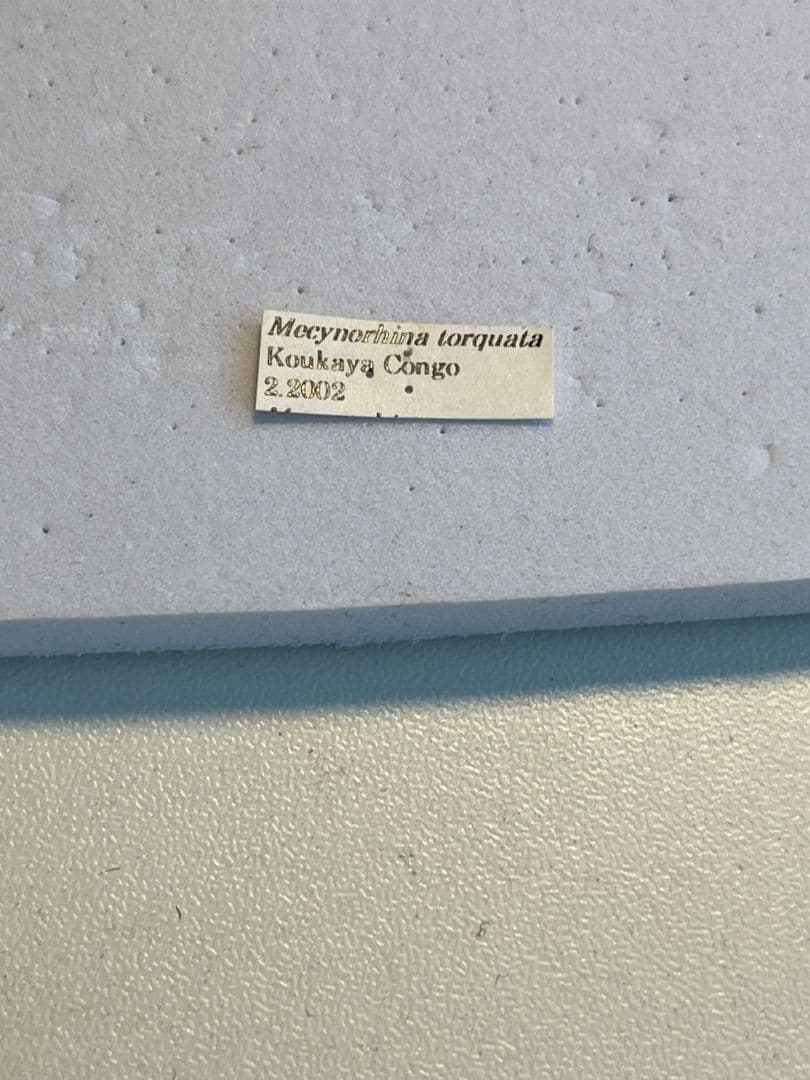 Mecynorhina torquata
Koukaya Congo
2.2002